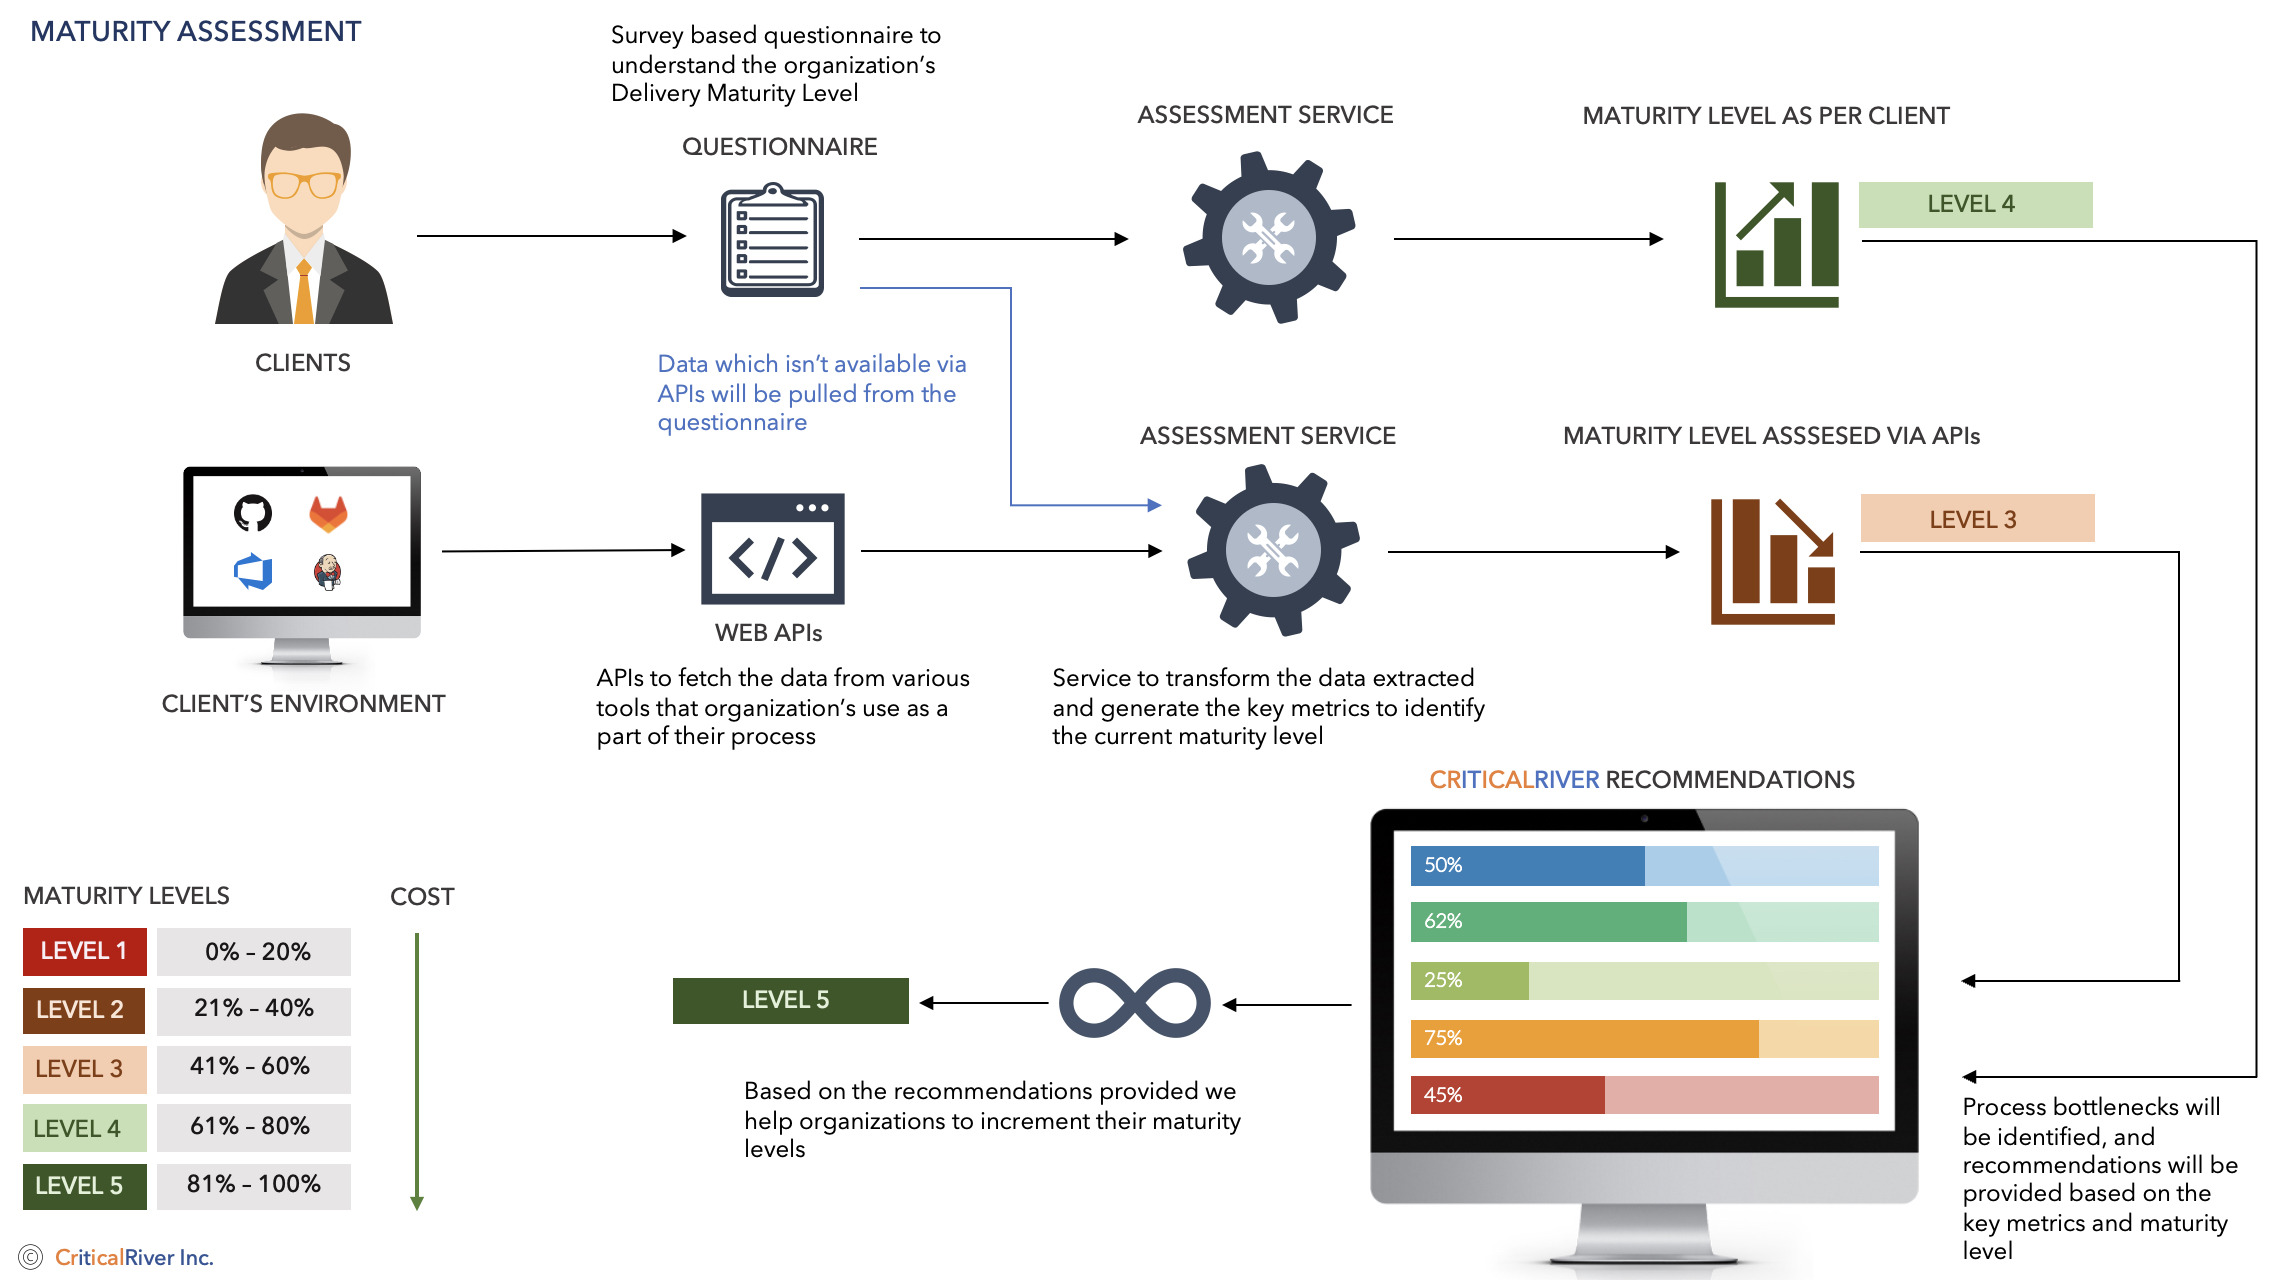 MATURITY ASSESSMENT
Survey based questionnaire to
understand the organization's
Delivery Maturity Level
QUESTIONNAIRE
ASSESSMENT SERVICE
MATURITY LEVEL AS PER CLIENT
LEVEL 4
CLIENTS
Data which isn't available via
APIs will be pulled from the
questionnaire
ASSESSMENT SERVICE
MATURITY LEVEL ASSSESED VIA APIs
LEVEL 3
CLIENT'S ENVIRONMENT
WEB APIs
APIs to fetch the data from various
tools that organization's use as a
part of their process
Service to transform the data extracted
and generate the key metrics to identify
the current maturity level
CRITICALRIVER RECOMMENDATIONS
50%
62%
25%
75%
45%
Process bottlenecks will
be identified, and
recommendations will be
provided based on the
key metrics and maturity
level
LEVEL 5
Based on the recommendations provided we
help organizations to increment their maturity
levels
MATURITY LEVELS
COST
LEVEL 1 0% – 20%
LEVEL 2 21% – 40%
LEVEL 3 41% – 60%
LEVEL 4 61% – 80%
LEVEL 5 81% – 100%
© CriticalRiver Inc.